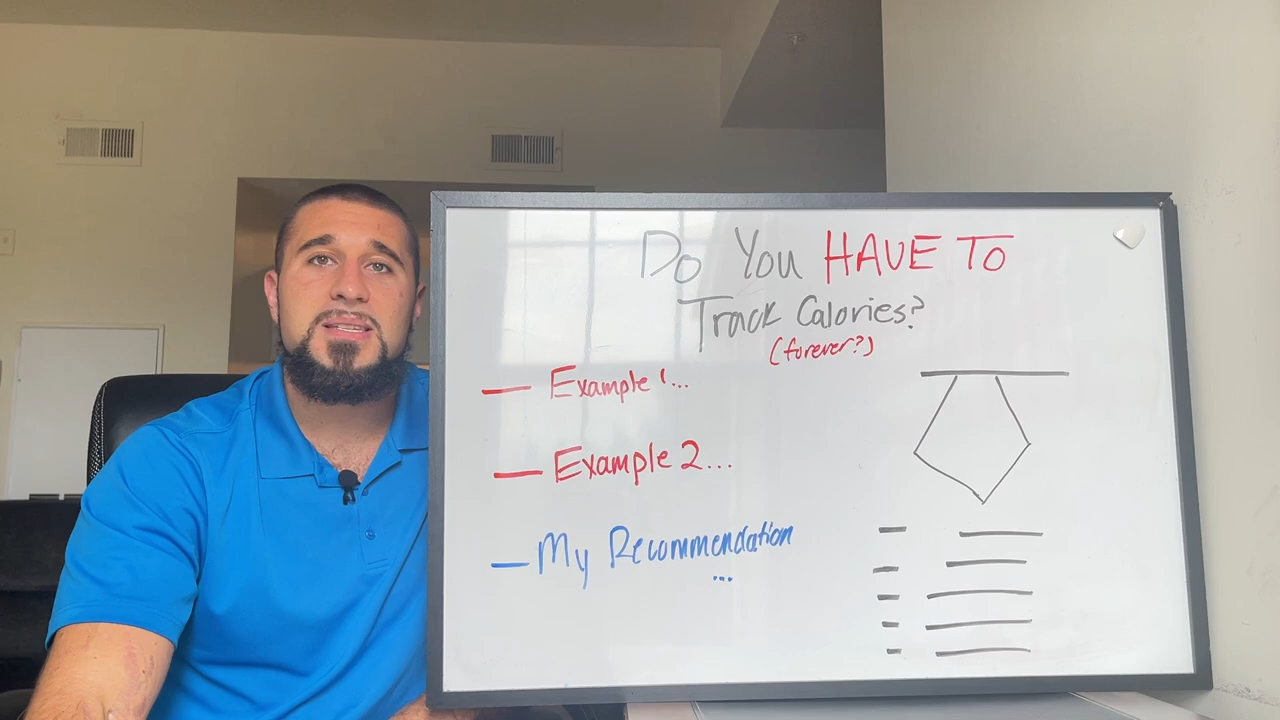 Do You HAVE TO
Track Calories?
(forever?)
— Example 1...
— Example 2...
— My Recommendation
...